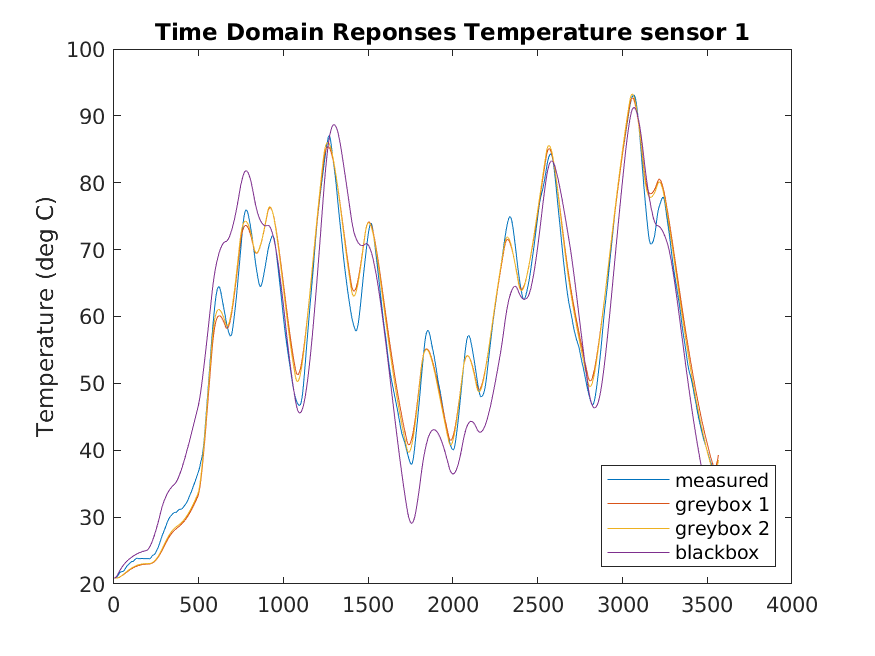 Time Domain Reponses Temperature sensor 1
100
90
80
70
60
50
40
30
20
Temperature (deg C)
0 500 1000 1500 2000 2500 3000 3500 4000
measured
greybox 1
greybox 2
blackbox